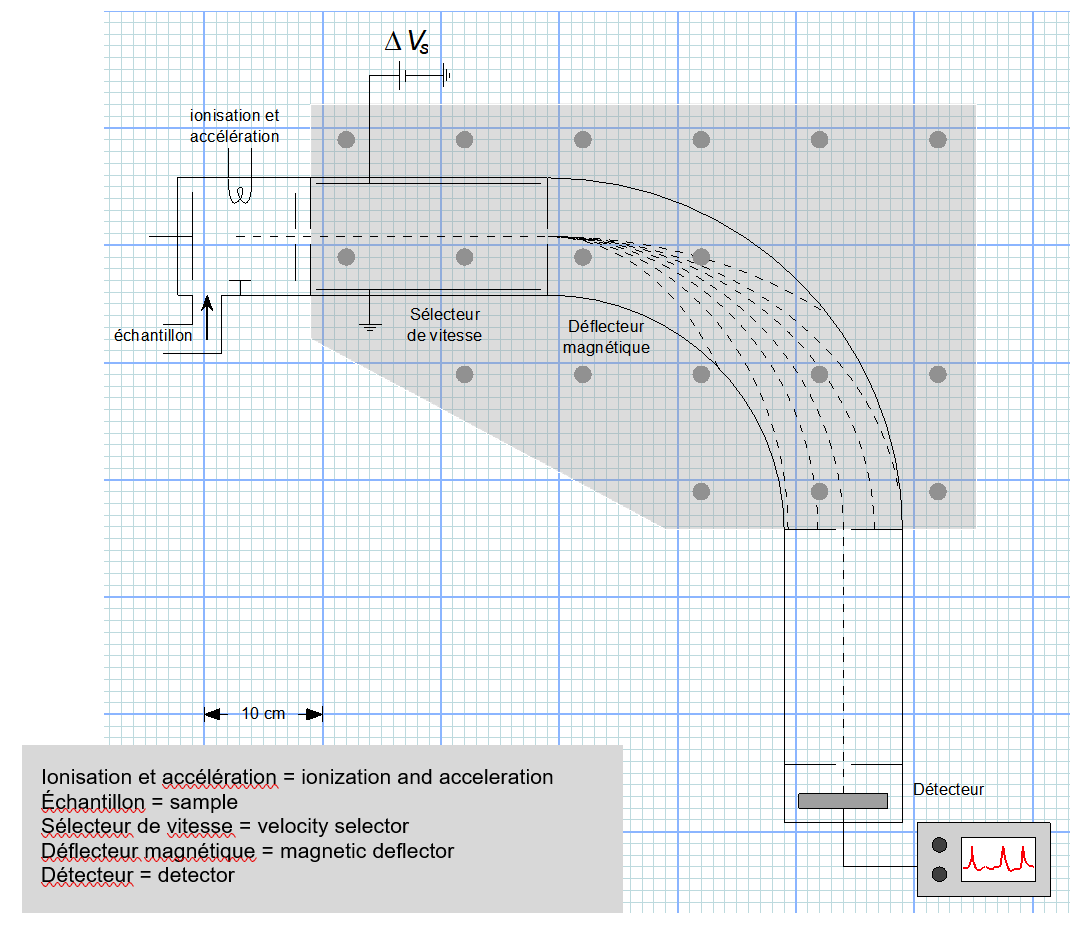 Δ Vs
ionisation et
accélération
échantillon
Sélecteur
de vitesse
Déflecteur
magnétique
10 cm
Détecteur
Ionisation et accélération = ionization and acceleration
Échantillon = sample
Sélecteur de vitesse = velocity selector
Déflecteur magnétique = magnetic deflector
Détecteur = detector